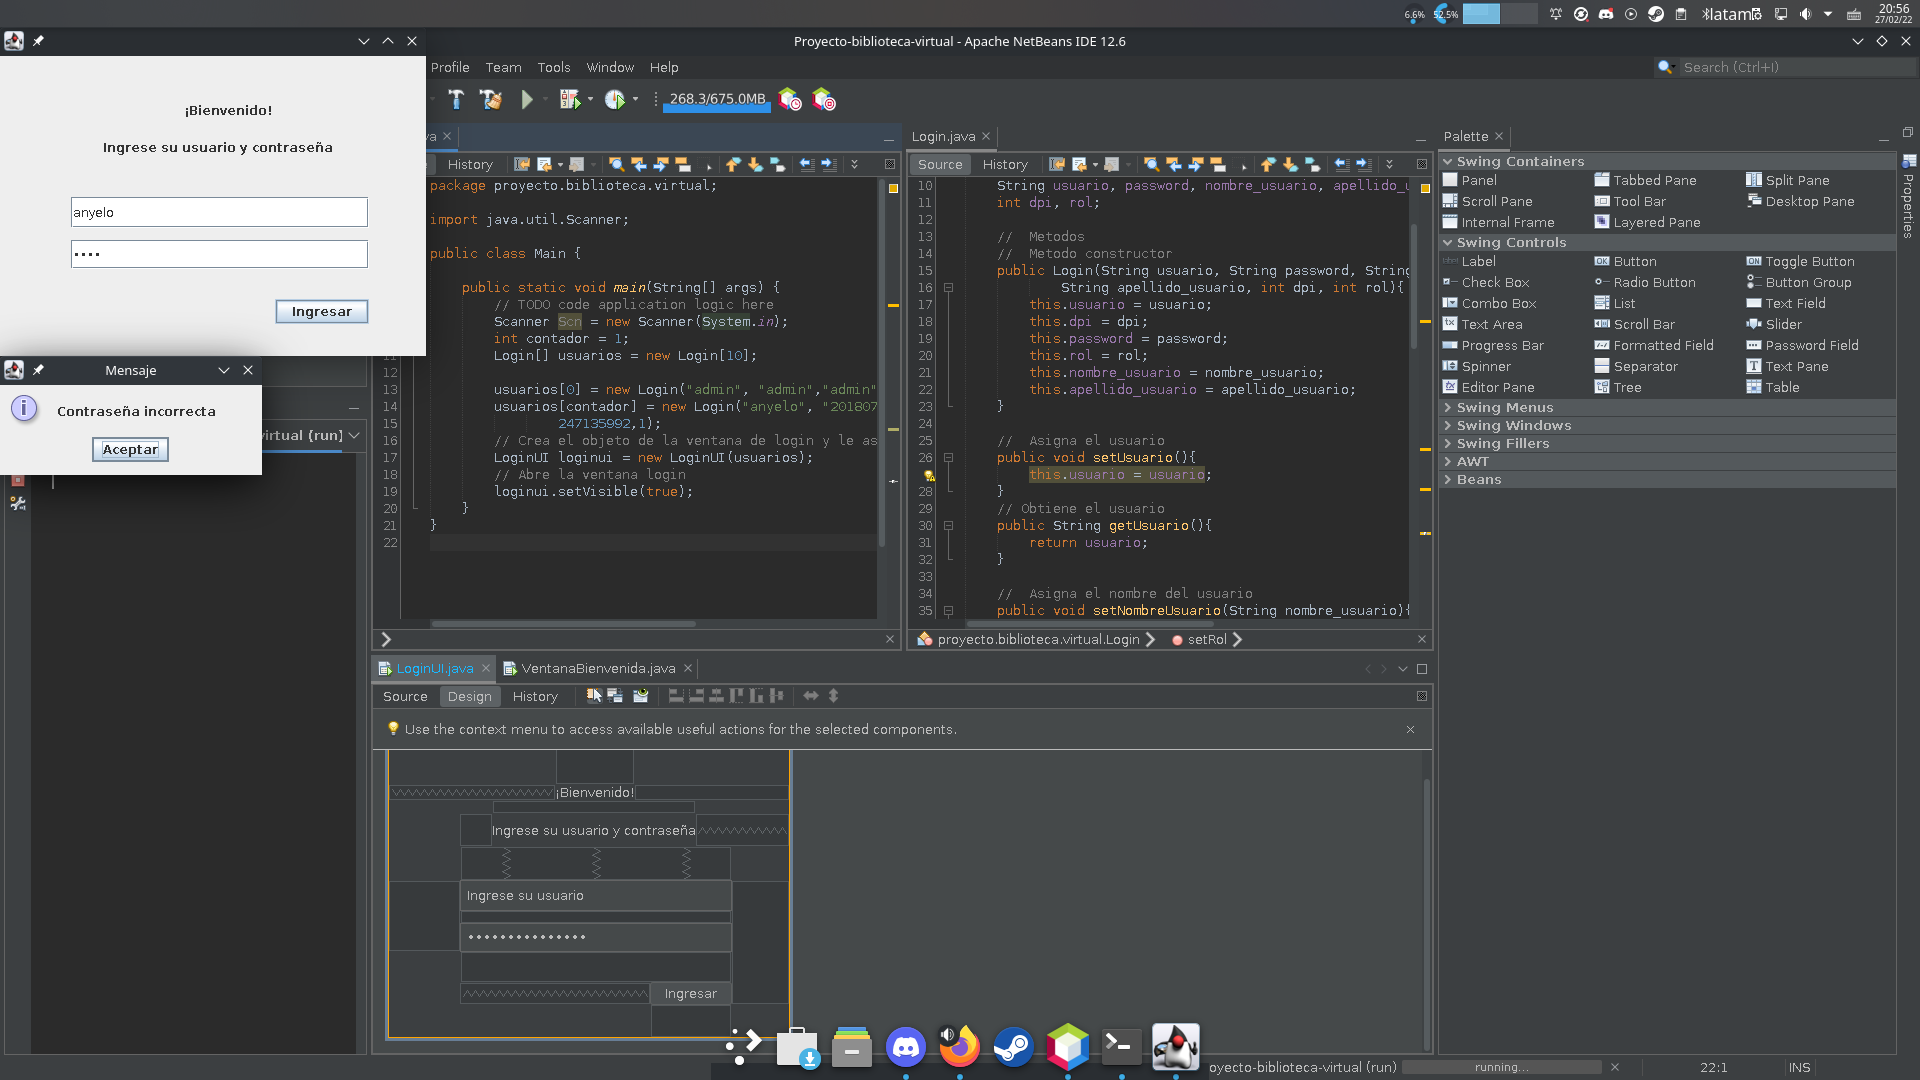 6.6%
52.5%
latam
20:56
27/02/22
Proyecto-biblioteca-virtual - Apache NetBeans IDE 12.6
Profile Team Tools Window Help
Search (Ctrl+I)
268.3/675.0MB
¡Bienvenido!
Ingrese su usuario y contraseña
anyelo
••••
Ingresar
Mensaje
Contraseña incorrecta
Aceptar
virtual (run)
va
History
package proyecto.biblioteca.virtual;
import java.util.Scanner;
public class Main {
public static void main(String[] args) {
// TODO code application logic here
Scanner Scn = new Scanner(System.in);
int contador = 1;
11
Login[] usuarios = new Login[10];
12
13 usuarios[0] = new Login("admin", "admin","admin"
14 usuarios[contador] = new Login("anyelo", "201807
15 247135992,1);
16 // Crea el objeto de la ventana de login y le as
17 LoginUI loginui = new LoginUI(usuarios);
18 // Abre la ventana login
19 loginui.setVisible(true);
20 }
21 }
22
Login.java
Source History
10 String usuario, password, nombre_usuario, apellido_u
11 int dpi, rol;
12
13 // Metodos
14 // Metodo constructor
15 public Login(String usuario, String password, String
16 String apellido_usuario, int dpi, int rol){
17 this.usuario = usuario;
18 this.dpi = dpi;
19 this.password = password;
20 this.rol = rol;
21 this.nombre_usuario = nombre_usuario;
22 this.apellido_usuario = apellido_usuario;
23 }
24
25 // Asigna el usuario
26 public void setUsuario(){
this.usuario = usuario;
28 }
29 // Obtiene el usuario
30 public String getUsuario(){
31 return usuario;
32 }
33
34 // Asigna el nombre del usuario
35 public void setNombreUsuario(String nombre_usuario){
proyecto.biblioteca.virtual.Login setRol
Palette
Swing Containers
Panel Tabbed Pane Split Pane
Scroll Pane Tool Bar Desktop Pane
Internal Frame Layered Pane
Swing Controls
Label Button Toggle Button
Check Box Radio Button Button Group
Combo Box List Text Field
Text Area Scroll Bar Slider
Progress Bar Formatted Field Password Field
Spinner Separator Text Pane
Editor Pane Tree Table
Swing Menus
Swing Windows
Swing Fillers
AWT
Beans
Properties
LoginUI.java VentanaBienvenida.java
Source Design History
Use the context menu to access available useful actions for the selected components.
¡Bienvenido!
Ingrese su usuario y contraseña
Ingrese su usuario
•••••••••••••••
Ingresar
oyecto-biblioteca-virtual (run) running... 22:1 INS